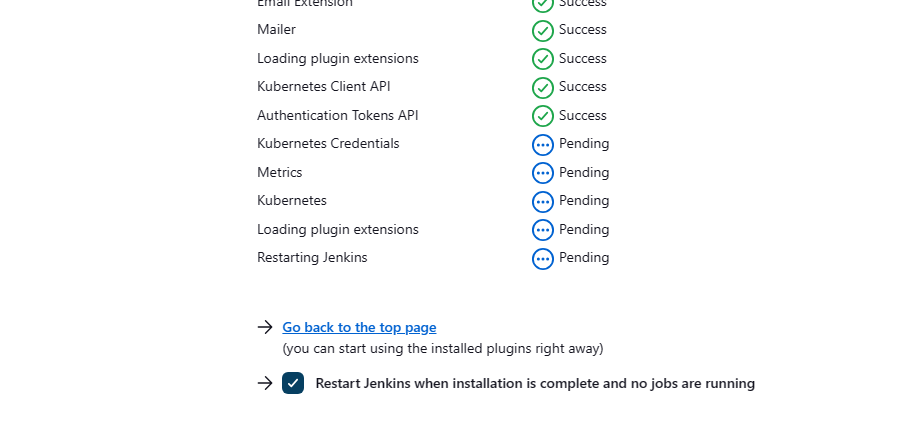 Email Extension Success
Mailer Success
Loading plugin extensions Success
Kubernetes Client API Success
Authentication Tokens API Success
Kubernetes Credentials Pending
Metrics Pending
Kubernetes Pending
Loading plugin extensions Pending
Restarting Jenkins Pending
Go back to the top page
(you can start using the installed plugins right away)
Restart Jenkins when installation is complete and no jobs are running